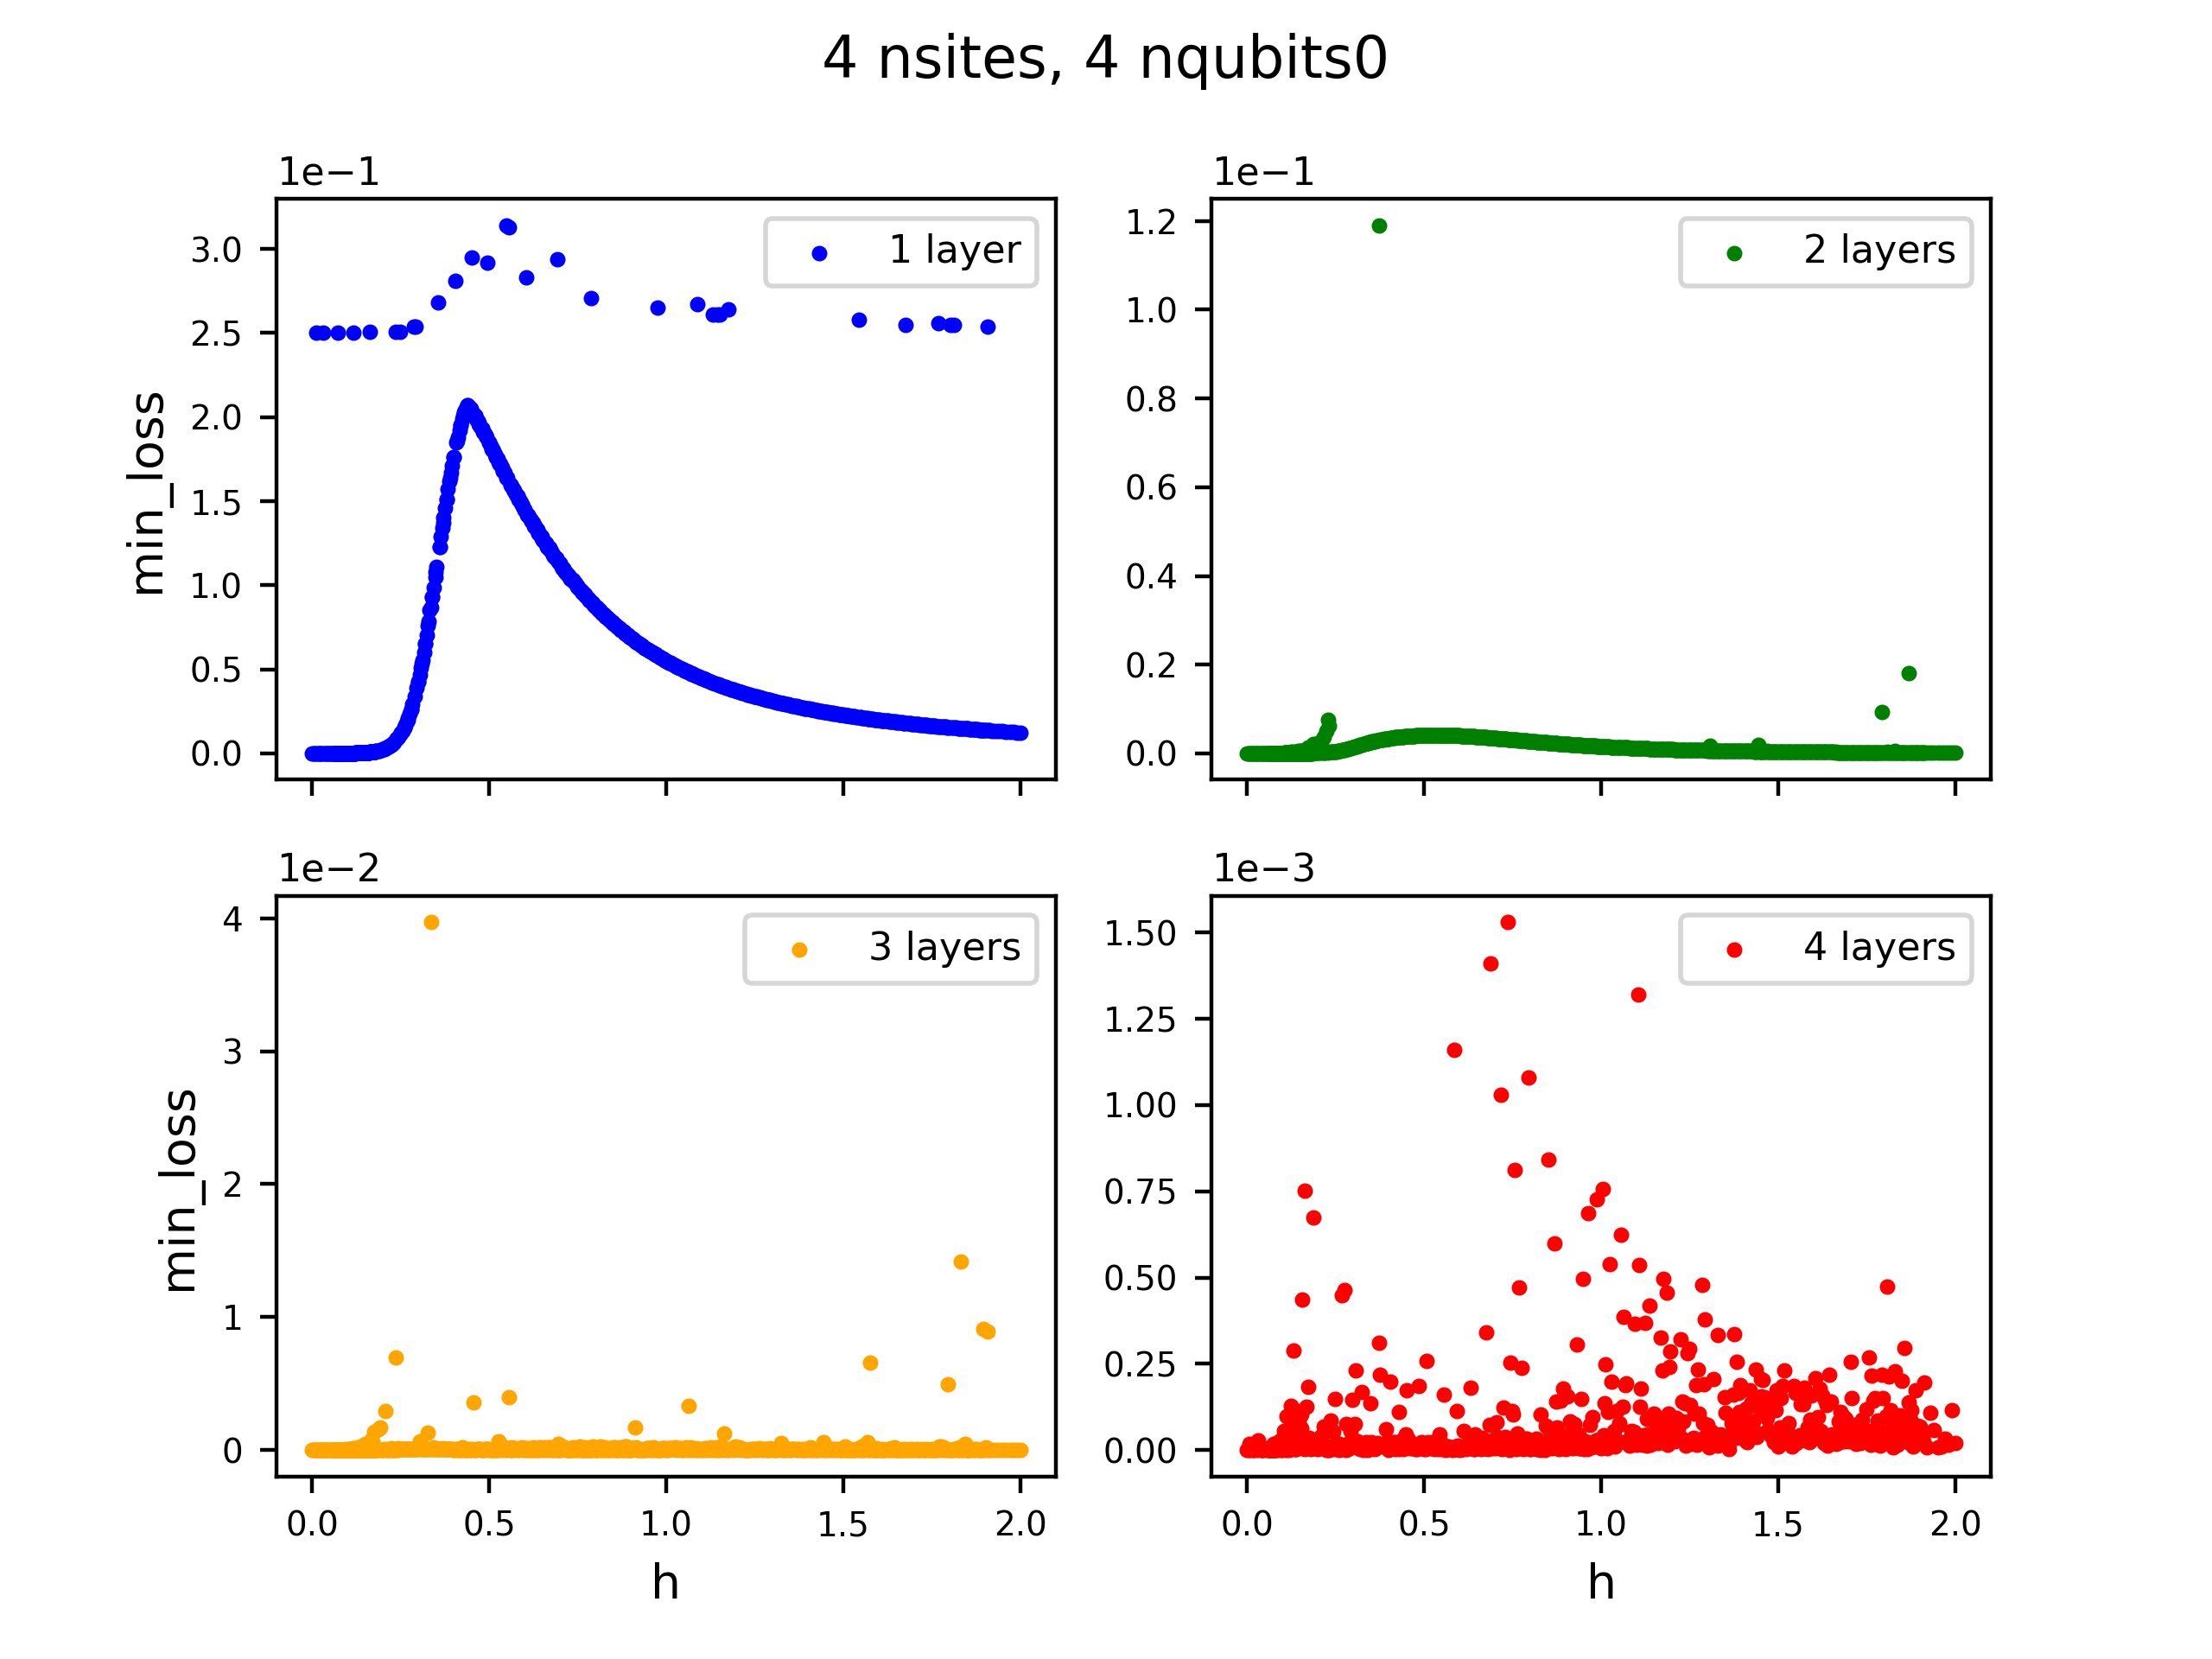 4 nsites, 4 nqubits0
1e−1
3.0
2.5
2.0
1.5
1.0
0.5
0.0
min_loss
1 layer
1e−1
1.2
1.0
0.8
0.6
0.4
0.2
0.0
2 layers
1e−2
4
3
2
1
0
min_loss
3 layers
0.0 0.5 1.0 1.5 2.0
h
1e−3
1.50
1.25
1.00
0.75
0.50
0.25
0.00
4 layers
0.0 0.5 1.0 1.5 2.0
h